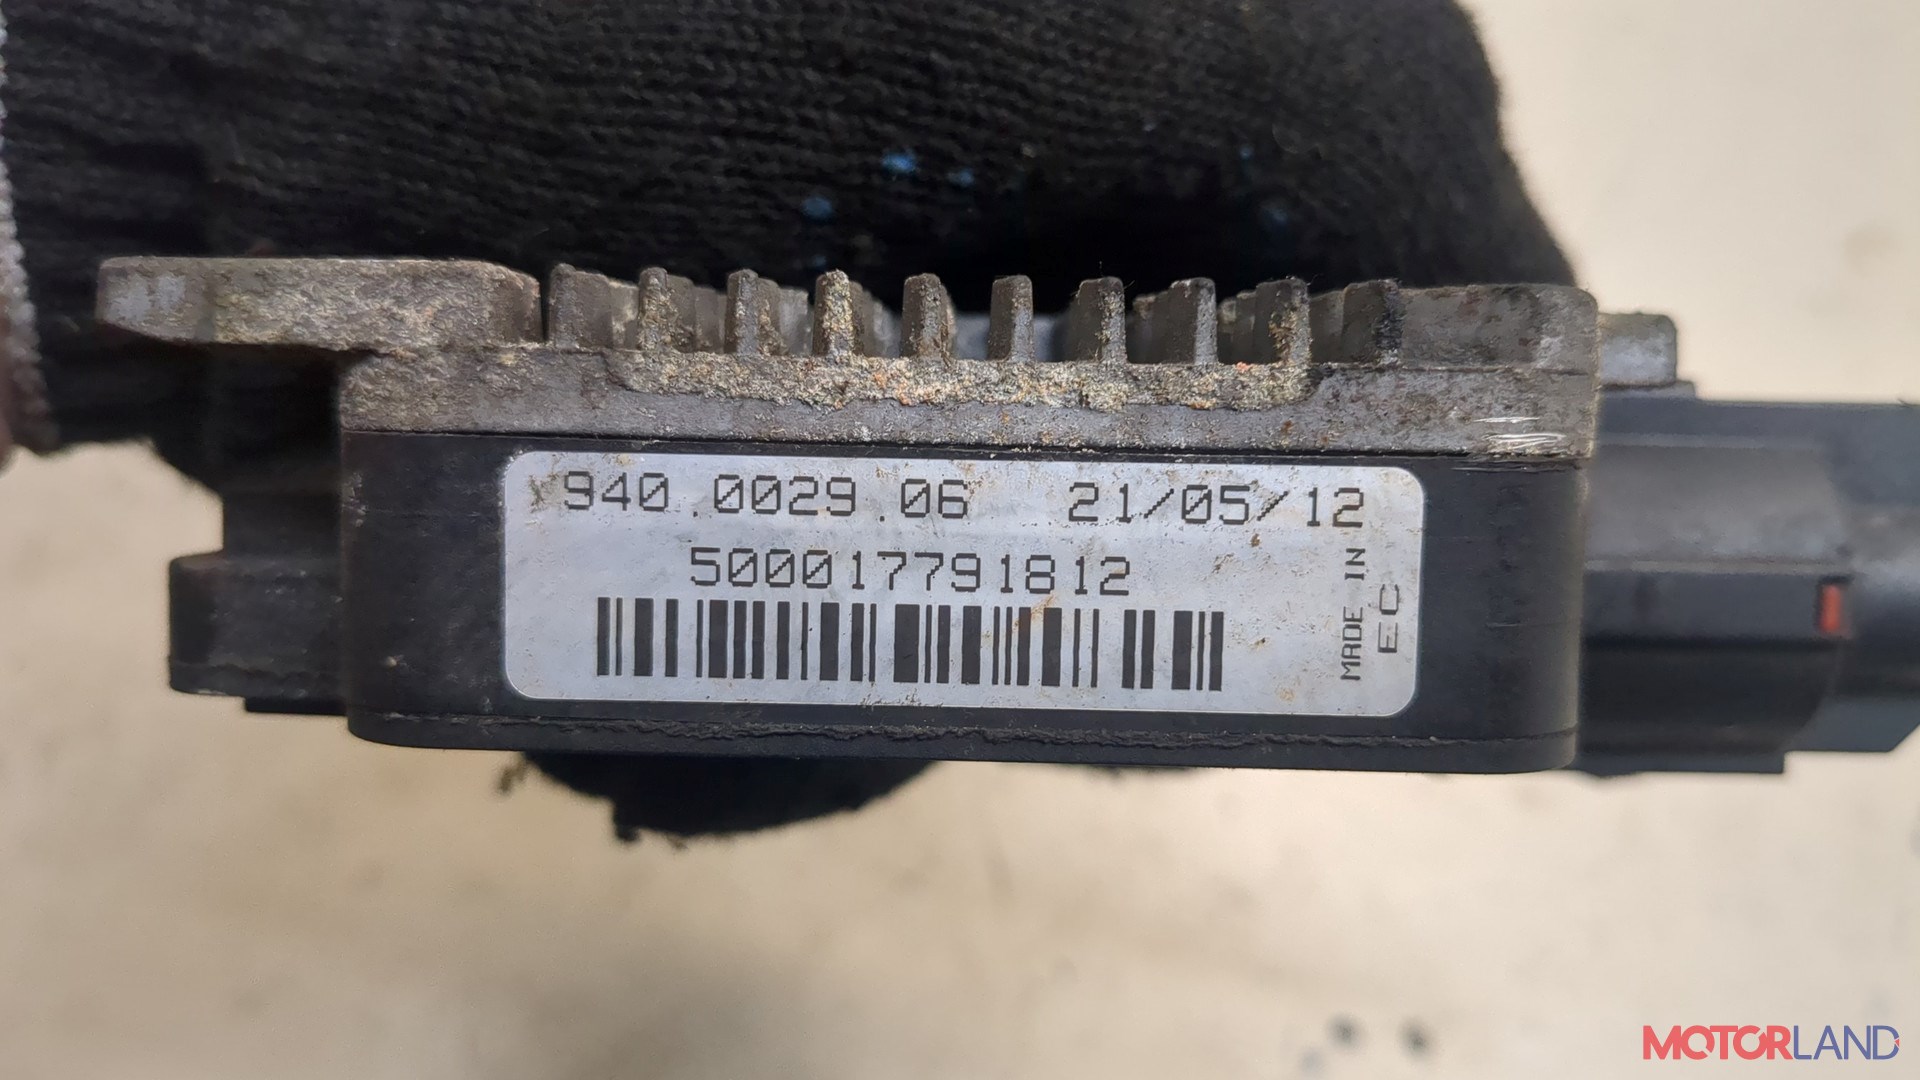 940.0029.06 21/05/12
500017791812
MADE IN
EC
MOTORLAND